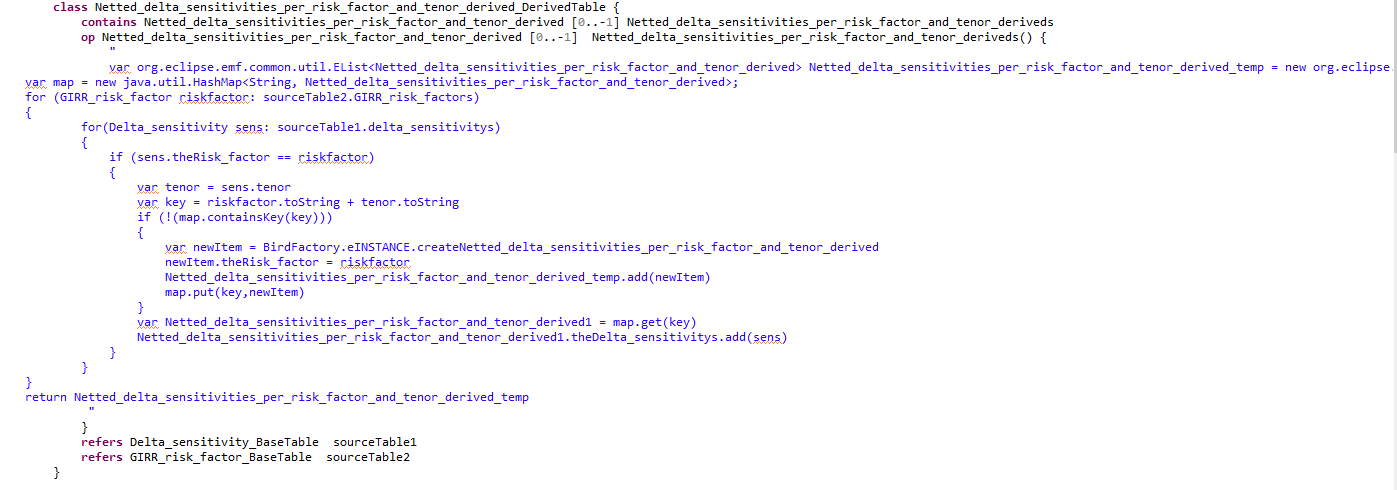 class Netted_delta_sensitivities_per_risk_factor_and_tenor_derived_DerivedTable {
contains Netted_delta_sensitivities_per_risk_factor_and_tenor_derived [0..-1] Netted_delta_sensitivities_per_risk_factor_and_tenor_deriveds
op Netted_delta_sensitivities_per_risk_factor_and_tenor_derived [0..-1]  Netted_delta_sensitivities_per_risk_factor_and_tenor_deriveds() {
"
var org.eclipse.emf.common.util.EList<Netted_delta_sensitivities_per_risk_factor_and_tenor_derived> Netted_delta_sensitivities_per_risk_factor_and_tenor_derived_temp = new org.eclipse.
var map = new java.util.HashMap<String, Netted_delta_sensitivities_per_risk_factor_and_tenor_derived>;
for (GIRR_risk_factor riskfactor: sourceTable2.GIRR_risk_factors)
{
for(Delta_sensitivity sens: sourceTable1.delta_sensitivitys)
{
if (sens.theRisk_factor == riskfactor)
{
var tenor = sens.tenor
var key = riskfactor.toString + tenor.toString
if (!(map.containsKey(key)))
{
var newItem = BirdFactory.eINSTANCE.createNetted_delta_sensitivities_per_risk_factor_and_tenor_derived
newItem.theRisk_factor = riskfactor
Netted_delta_sensitivities_per_risk_factor_and_tenor_derived_temp.add(newItem)
map.put(key,newItem)
}
var Netted_delta_sensitivities_per_risk_factor_and_tenor_derived1 = map.get(key)
Netted_delta_sensitivities_per_risk_factor_and_tenor_derived1.theDelta_sensitivitys.add(sens)
}
}
}
return Netted_delta_sensitivities_per_risk_factor_and_tenor_derived_temp
"
}
refers Delta_sensitivity_BaseTable  sourceTable1
refers GIRR_risk_factor_BaseTable  sourceTable2
}